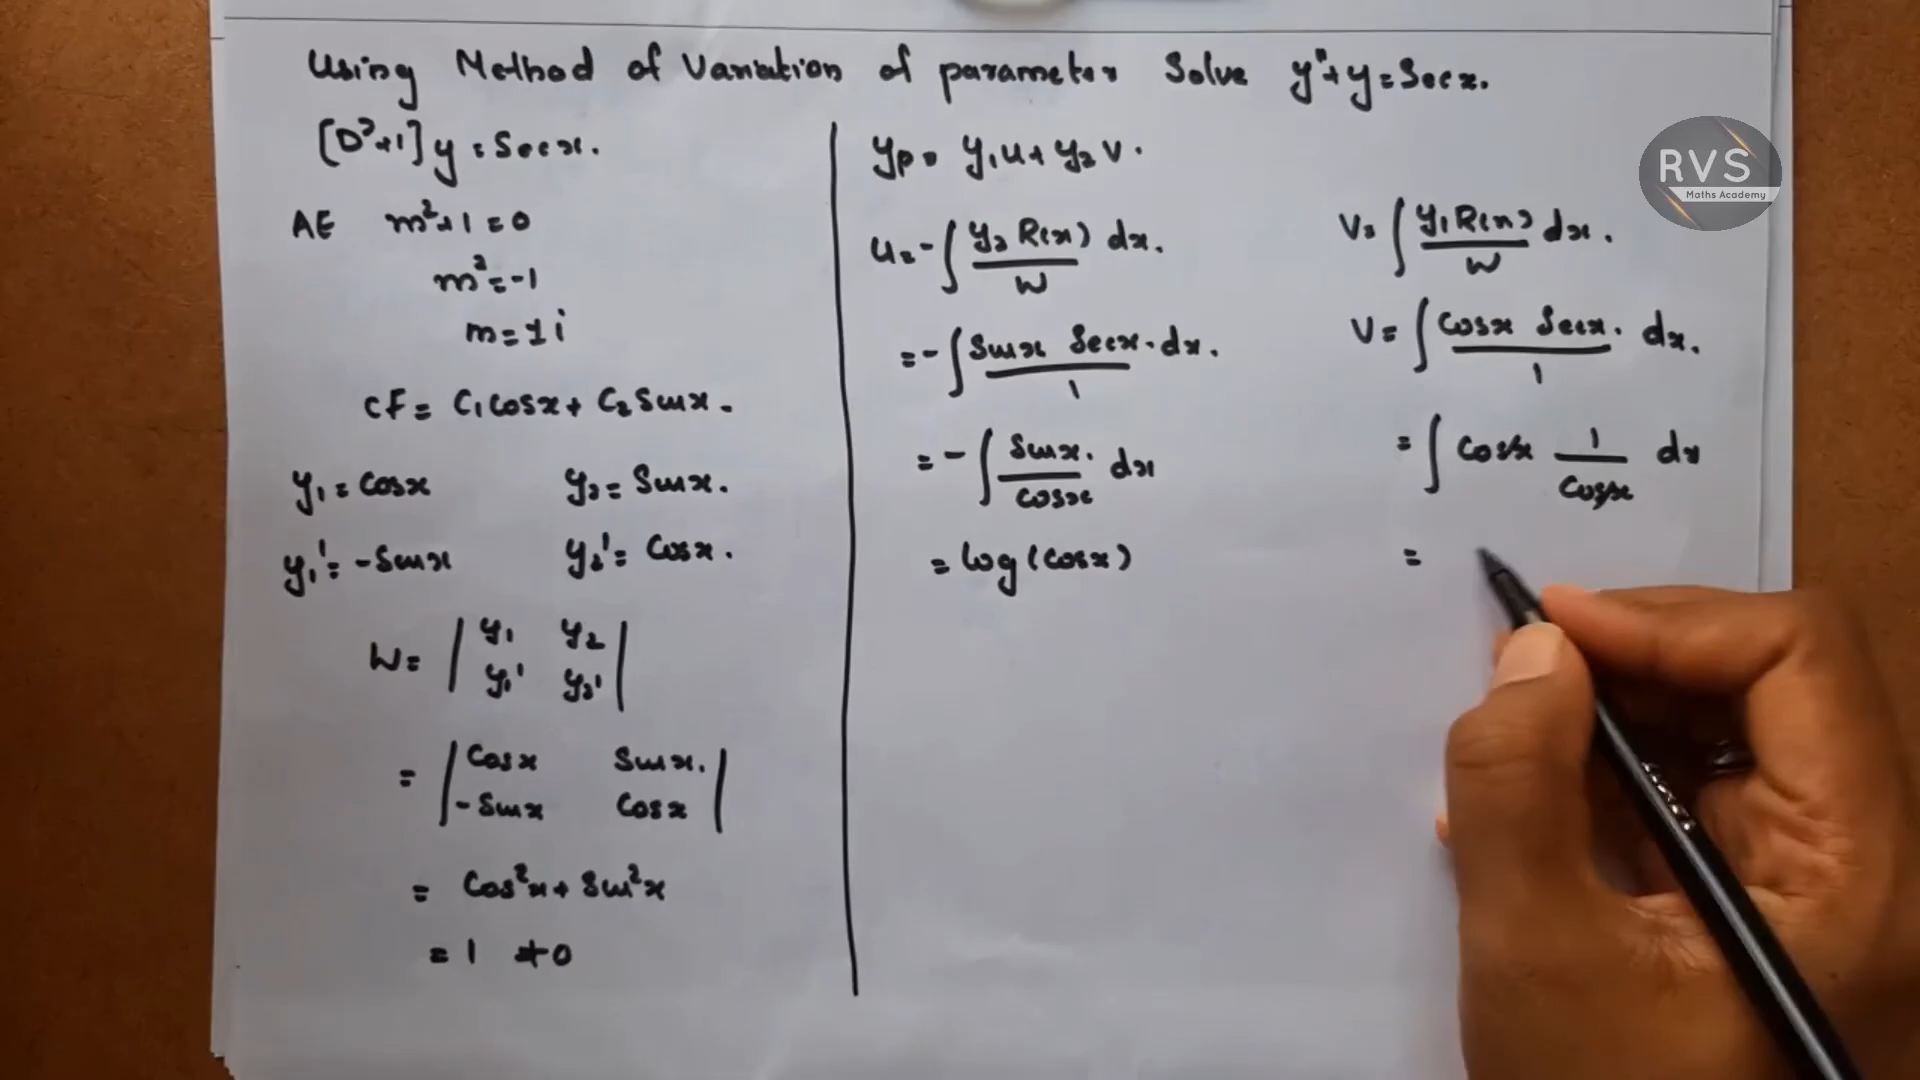 Using Method of Variation of parameter Solve y"+y=Secx.
[D²+1]y=Secx.
AE m²+1=0
m²=-1
m=±i
CF= C₁Cosx+ C₂Sinx.
y₁=Cosx y₂=Sinx.
y₁'=-Sinx y₂'=Cosx.
W= | y₁ y₂ |
| y₁' y₂' |
= | Cosx Sinx. |
| -Sinx Cosx |
= Cos²x+Sin²x
= 1 ≠0
yp= y₁u+y₂v.
u=-∫ y₂R(x)/W dx.
=-∫ Sinx Secx/1 .dx.
=-∫ Sinx./Cosx dx
= log(Cosx)
V=∫ y₁R(x)/W dx.
V=∫ Cosx Secx./1 dx.
=∫ Cosx 1/Cosx dx
=
RVS
Maths Academy